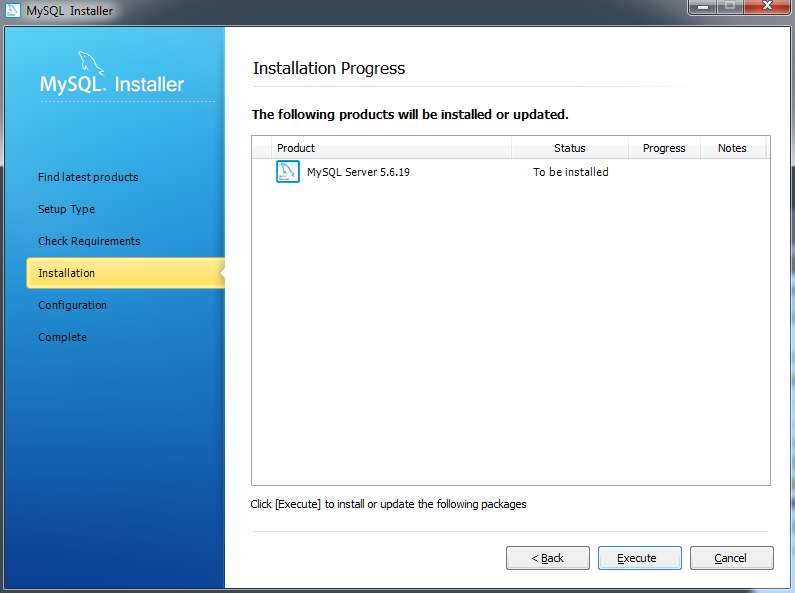 MySQL Installer
MySQL. Installer
Find latest products
Setup Type
Check Requirements
Installation
Configuration
Complete
Installation Progress
The following products will be installed or updated.
Product Status Progress Notes
MySQL Server 5.6.19 To be installed
Click [Execute] to install or update the following packages
< Back Execute Cancel